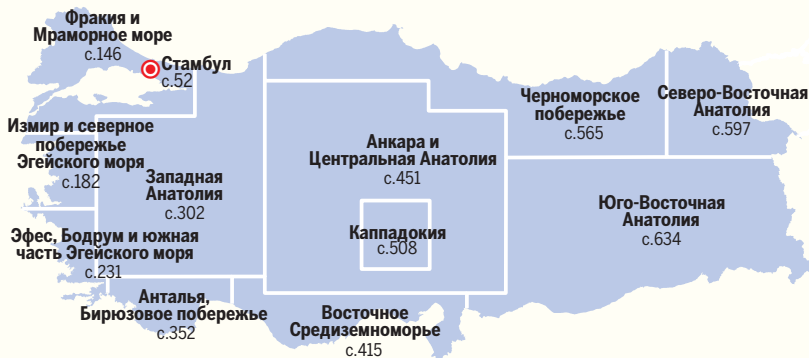 Фракия и
Мраморное море
с.146
Стамбул
с.52
Измир и северное
побережье
Эгейского моря
с.182
Западная
Анатолия
с.302
Эфес, Бодрум и южная
часть Эгейского моря
с.231
Анталья,
Бирюзовое побережье
с.352
Анкара и
Центральная Анатолия
с.451
Каппадокия
с.508
Восточное
Средиземноморье
с.415
Черноморское
побережье
с.565
Северо-Восточная
Анатолия
с.597
Юго-Восточная
Анатолия
с.634